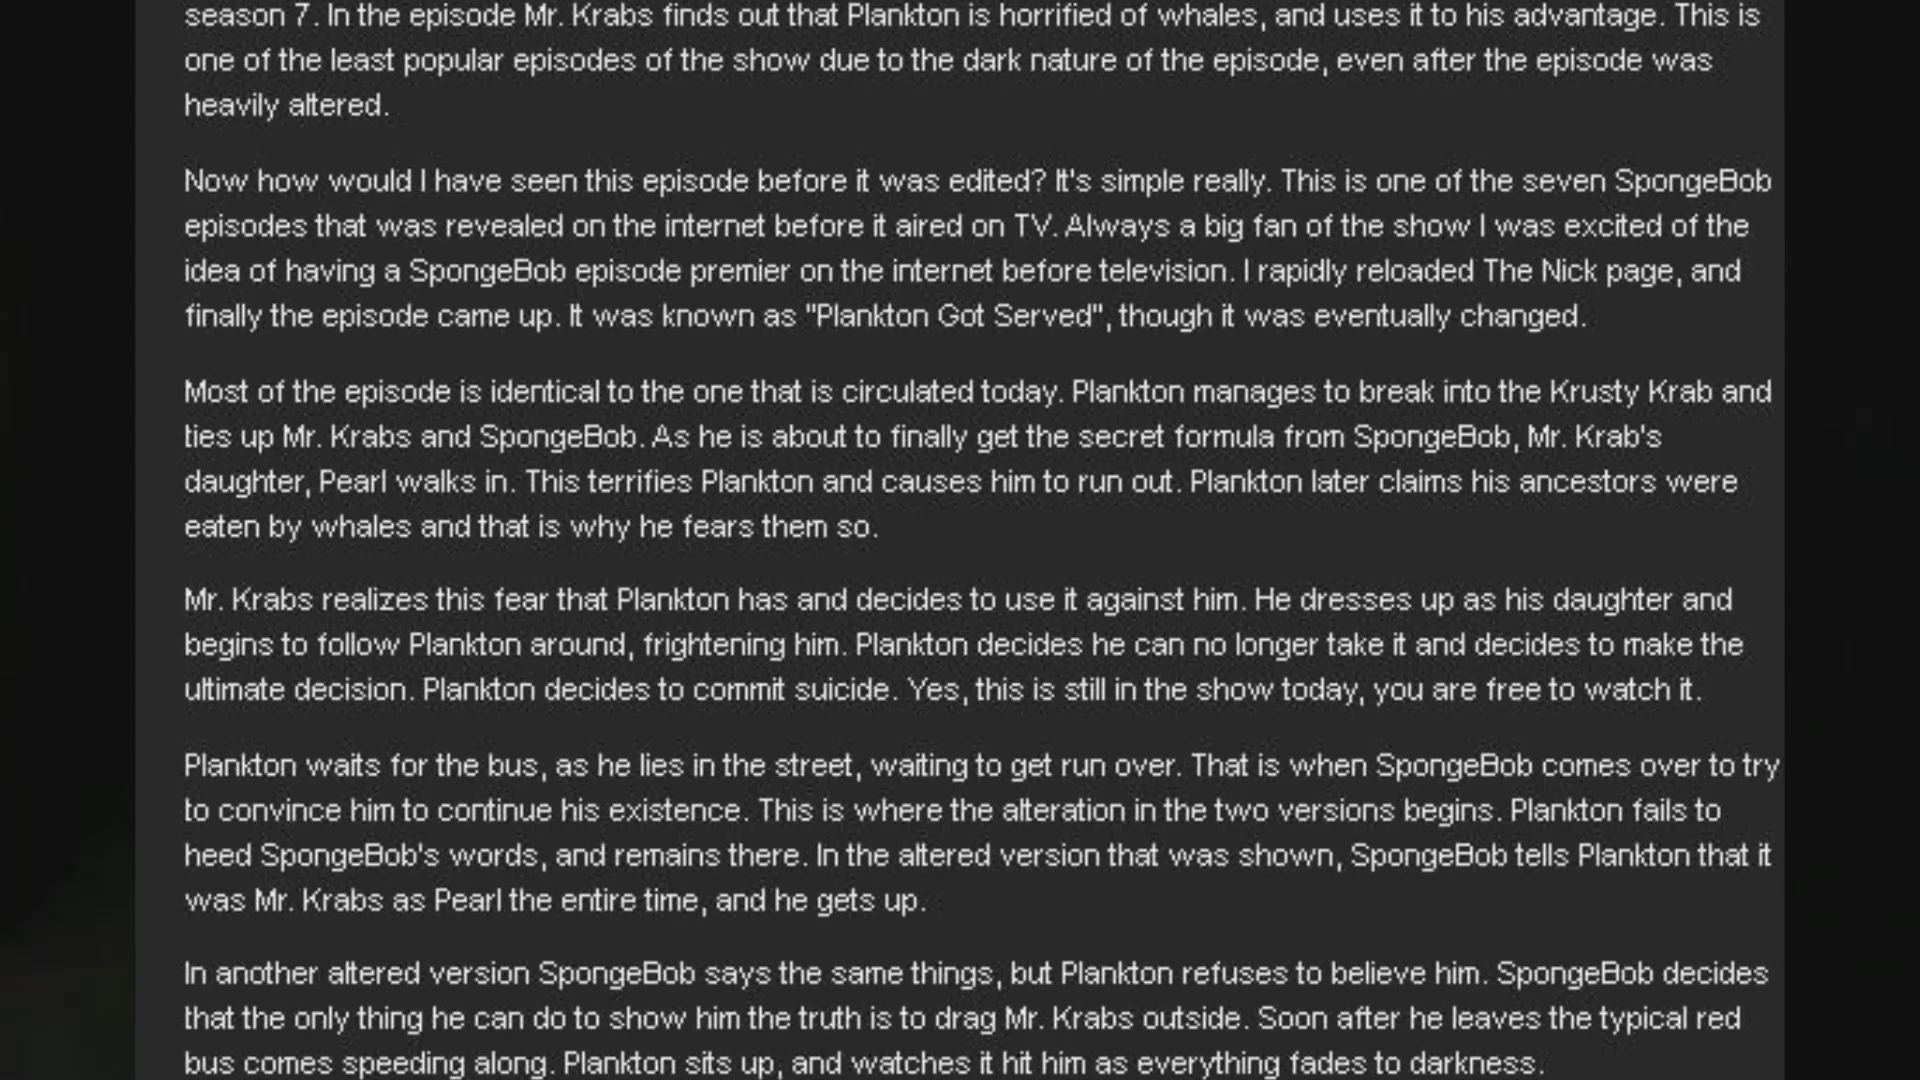 season 7. In the episode Mr. Krabs finds out that Plankton is horrified of whales, and uses it to his advantage. This is
one of the least popular episodes of the show due to the dark nature of the episode, even after the episode was
heavily altered.
Now how would I have seen this episode before it was edited? It's simple really. This is one of the seven SpongeBob
episodes that was revealed on the internet before it aired on TV. Always a big fan of the show I was excited of the
idea of having a SpongeBob episode premier on the internet before television. I rapidly reloaded The Nick page, and
finally the episode came up. It was known as "Plankton Got Served", though it was eventually changed.
Most of the episode is identical to the one that is circulated today. Plankton manages to break into the Krusty Krab and
ties up Mr. Krabs and SpongeBob. As he is about to finally get the secret formula from SpongeBob, Mr. Krab's
daughter, Pearl walks in. This terrifies Plankton and causes him to run out. Plankton later claims his ancestors were
eaten by whales and that is why he fears them so.
Mr. Krabs realizes this fear that Plankton has and decides to use it against him. He dresses up as his daughter and
begins to follow Plankton around, frightening him. Plankton decides he can no longer take it and decides to make the
ultimate decision. Plankton decides to commit suicide. Yes, this is still in the show today, you are free to watch it.
Plankton waits for the bus, as he lies in the street, waiting to get run over. That is when SpongeBob comes over to try
to convince him to continue his existence. This is where the alteration in the two versions begins. Plankton fails to
heed SpongeBob's words, and remains there. In the altered version that was shown, SpongeBob tells Plankton that it
was Mr. Krabs as Pearl the entire time, and he gets up.
In another altered version SpongeBob says the same things, but Plankton refuses to believe him. SpongeBob decides
that the only thing he can do to show him the truth is to drag Mr. Krabs outside. Soon after he leaves the typical red
bus comes speeding along. Plankton sits up, and watches it hit him as everything fades to darkness.